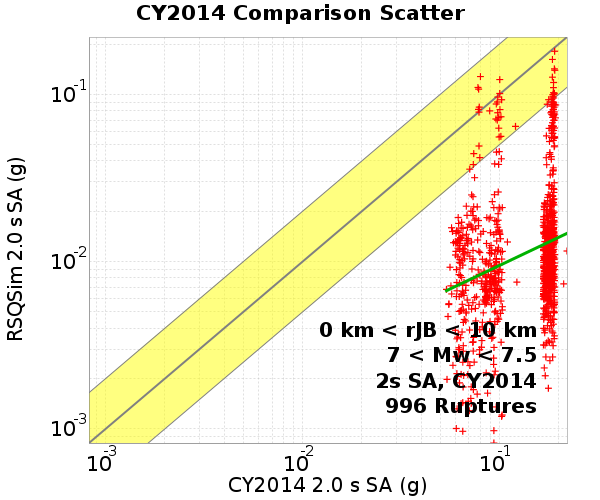 CY2014 Comparison Scatter
RSQSim 2.0 s SA (g)
10-1
10-2
10-3
0 km < rJB < 10 km
7 < Mw < 7.5
2s SA, CY2014
996 Ruptures
10-3 10-2 10-1
CY2014 2.0 s SA (g)